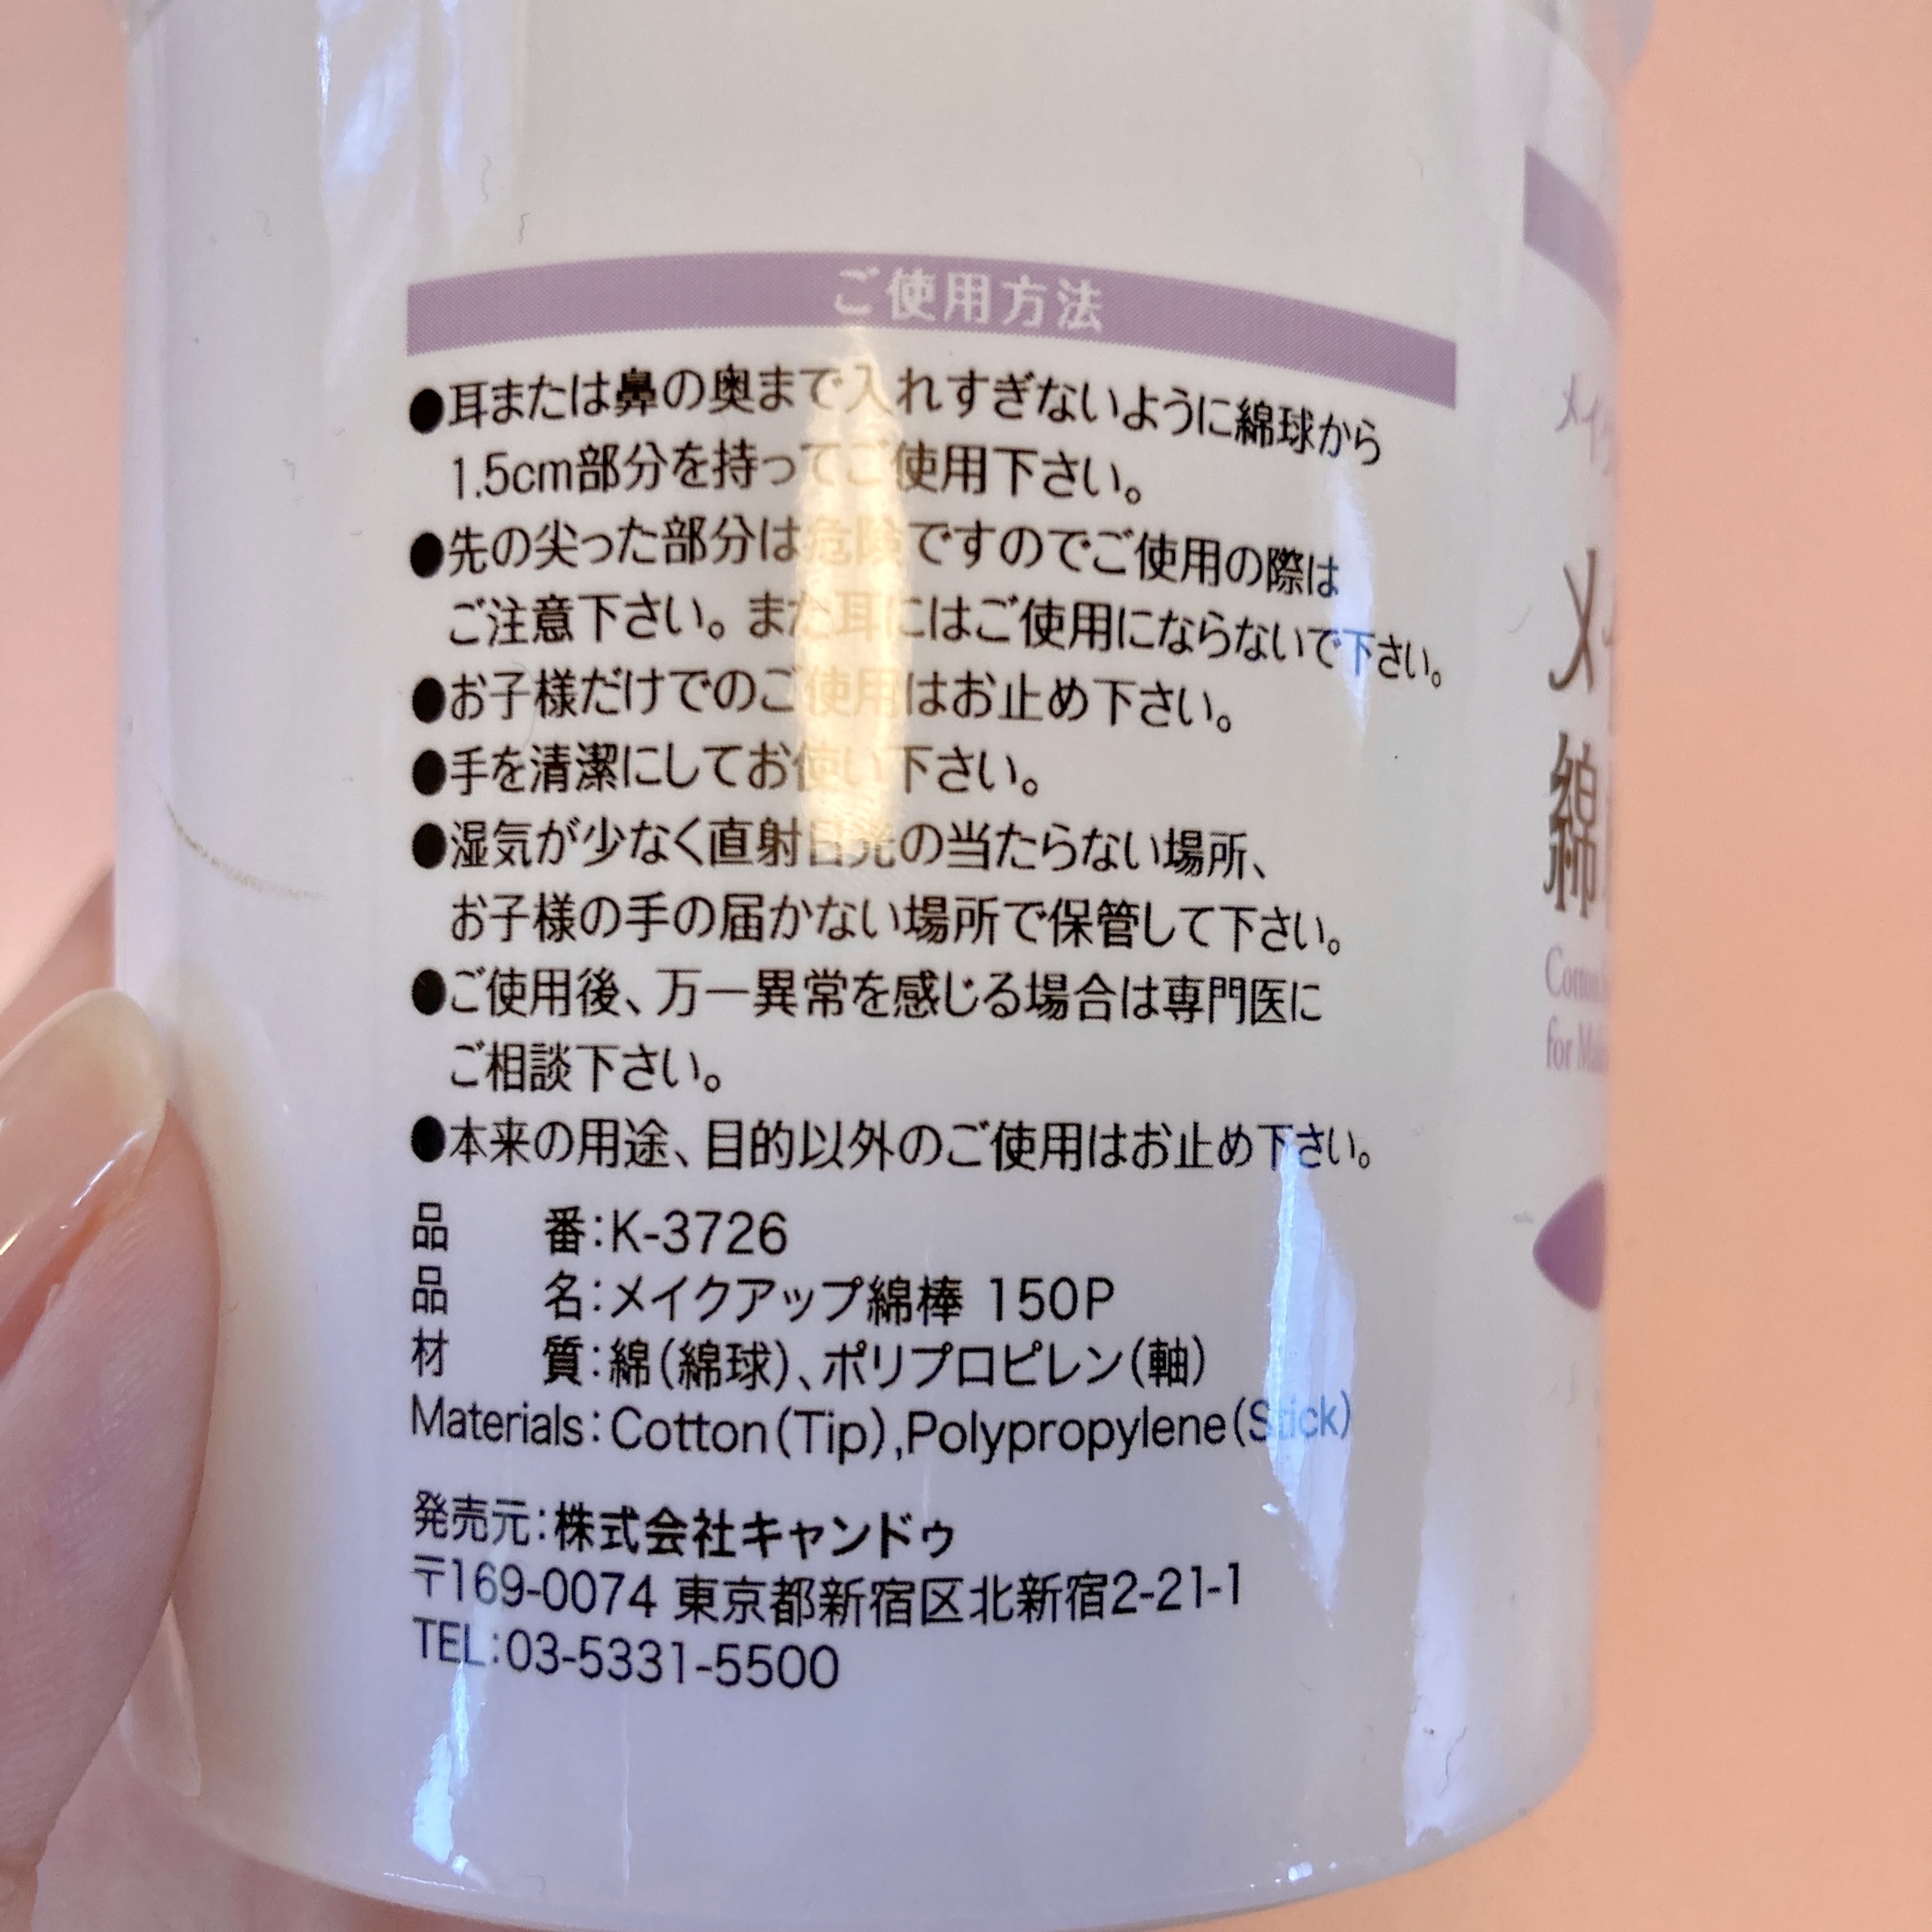 ご使用方法
●耳または鼻の奥まで入れすぎないように綿球から
1.5cm部分を持ってご使用下さい。
●先の尖った部分は危険ですのでご使用の際は
ご注意下さい。また耳にはご使用にならないで下さい。
●お子様だけでのご使用はお止め下さい。
●手を清潔にしてお使い下さい。
●湿気が少なく直射日光の当たらない場所、
お子様の手の届かない場所で保管して下さい。
●ご使用後、万一異常を感じる場合は専門医に
ご相談下さい。
●本来の用途、目的以外のご使用はお止め下さい。
品 番:K-3726
品 名:メイクアップ綿棒 150P
材 質:綿(綿球)、ポリプロピレン(軸)
Materials:Cotton(Tip),Polypropylene(Stick)
発売元:株式会社キャンドゥ
〒169-0074 東京都新宿区北新宿2-21-1
TEL:03-5331-5500
メイ
メ
綿
for